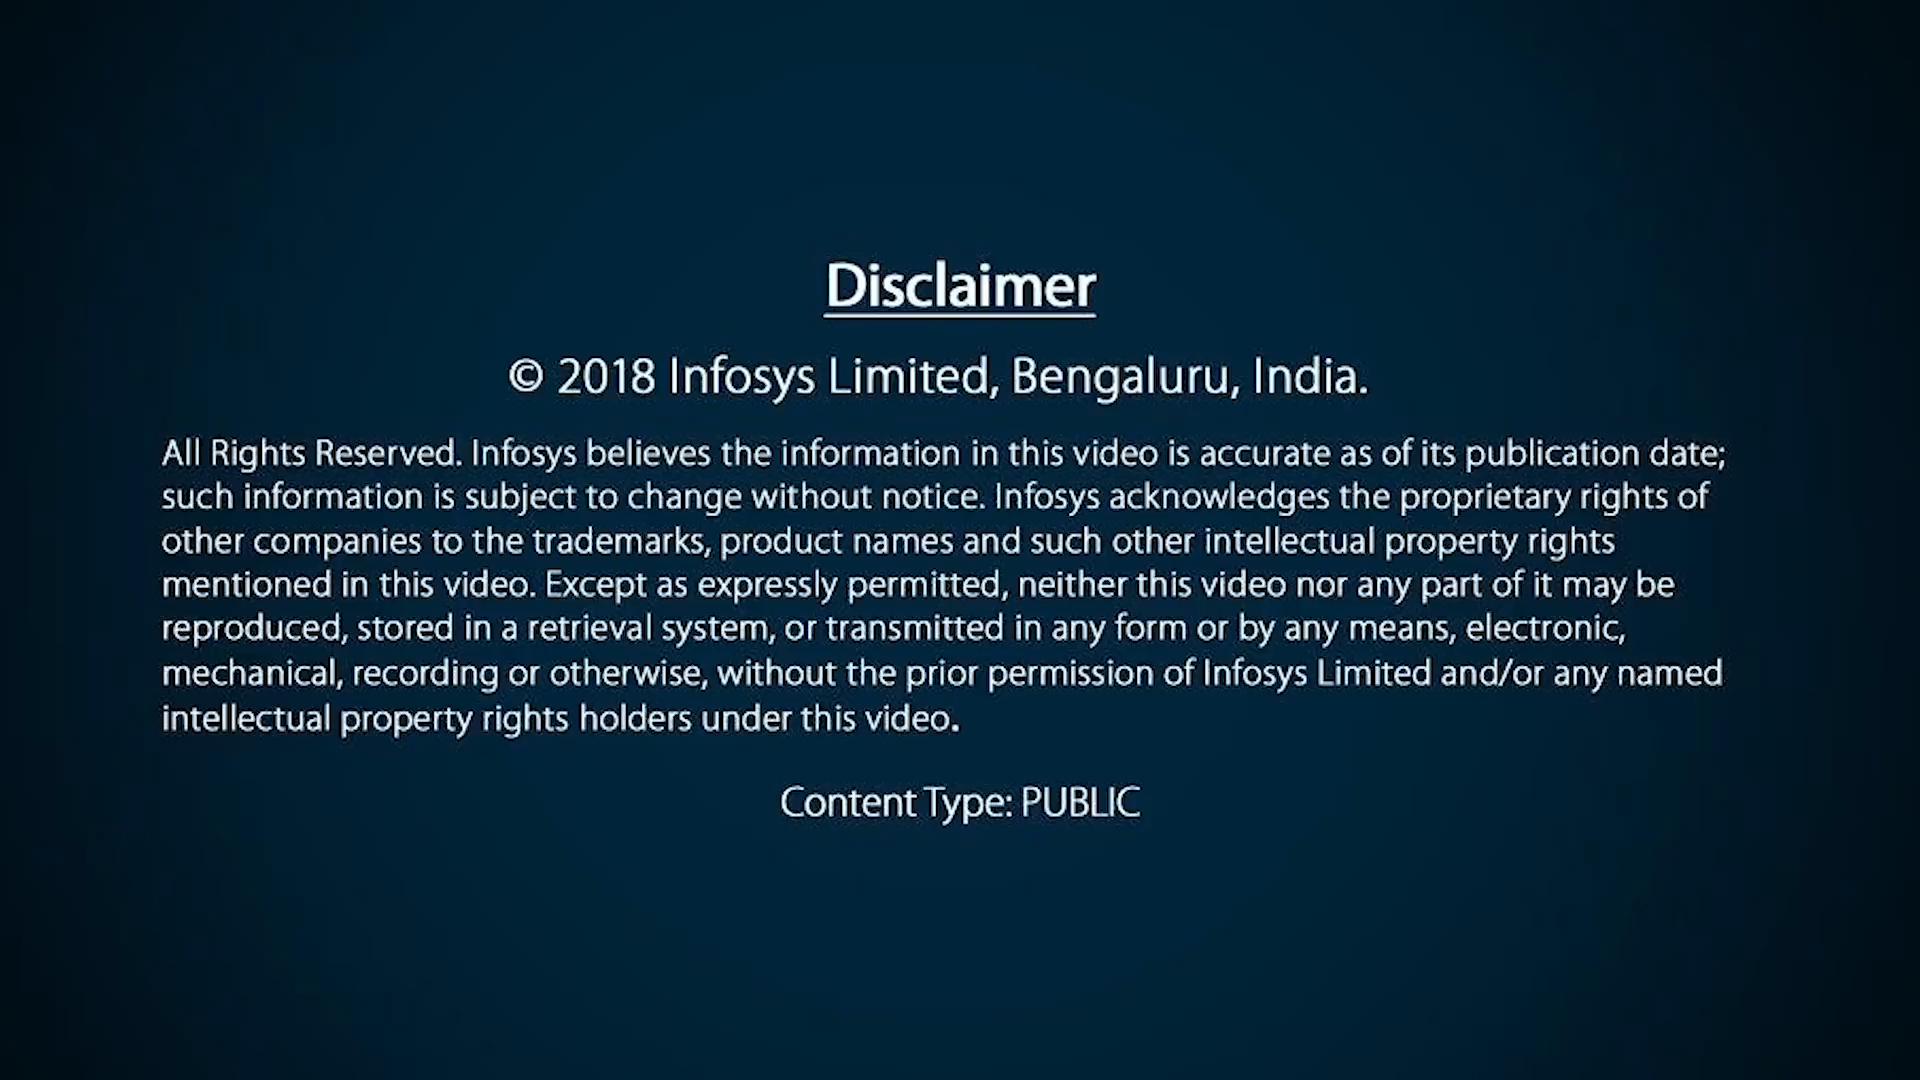 Disclaimer
© 2018 Infosys Limited, Bengaluru, India.
All Rights Reserved. Infosys believes the information in this video is accurate as of its publication date;
such information is subject to change without notice. Infosys acknowledges the proprietary rights of
other companies to the trademarks, product names and such other intellectual property rights
mentioned in this video. Except as expressly permitted, neither this video nor any part of it may be
reproduced, stored in a retrieval system, or transmitted in any form or by any means, electronic,
mechanical, recording or otherwise, without the prior permission of Infosys Limited and/or any named
intellectual property rights holders under this video.
Content Type: PUBLIC